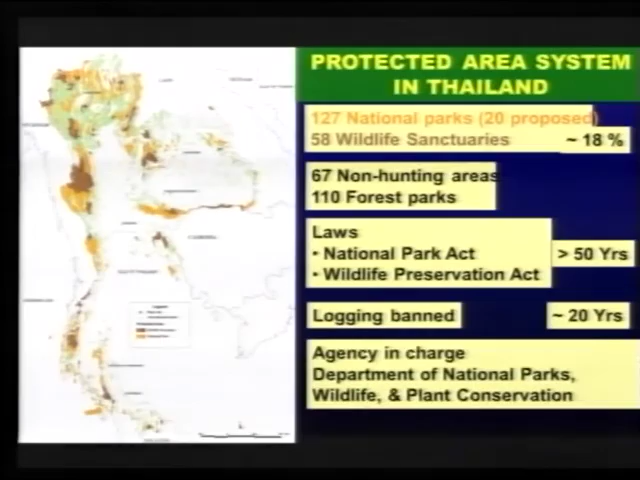 PROTECTED AREA SYSTEM
IN THAILAND
127 National parks (20 proposed)
58 Wildlife Sanctuaries
~ 18 %
67 Non-hunting areas
110 Forest parks
Laws
• National Park Act
• Wildlife Preservation Act
> 50 Yrs
Logging banned
~ 20 Yrs
Agency in charge
Department of National Parks,
Wildlife, & Plant Conservation